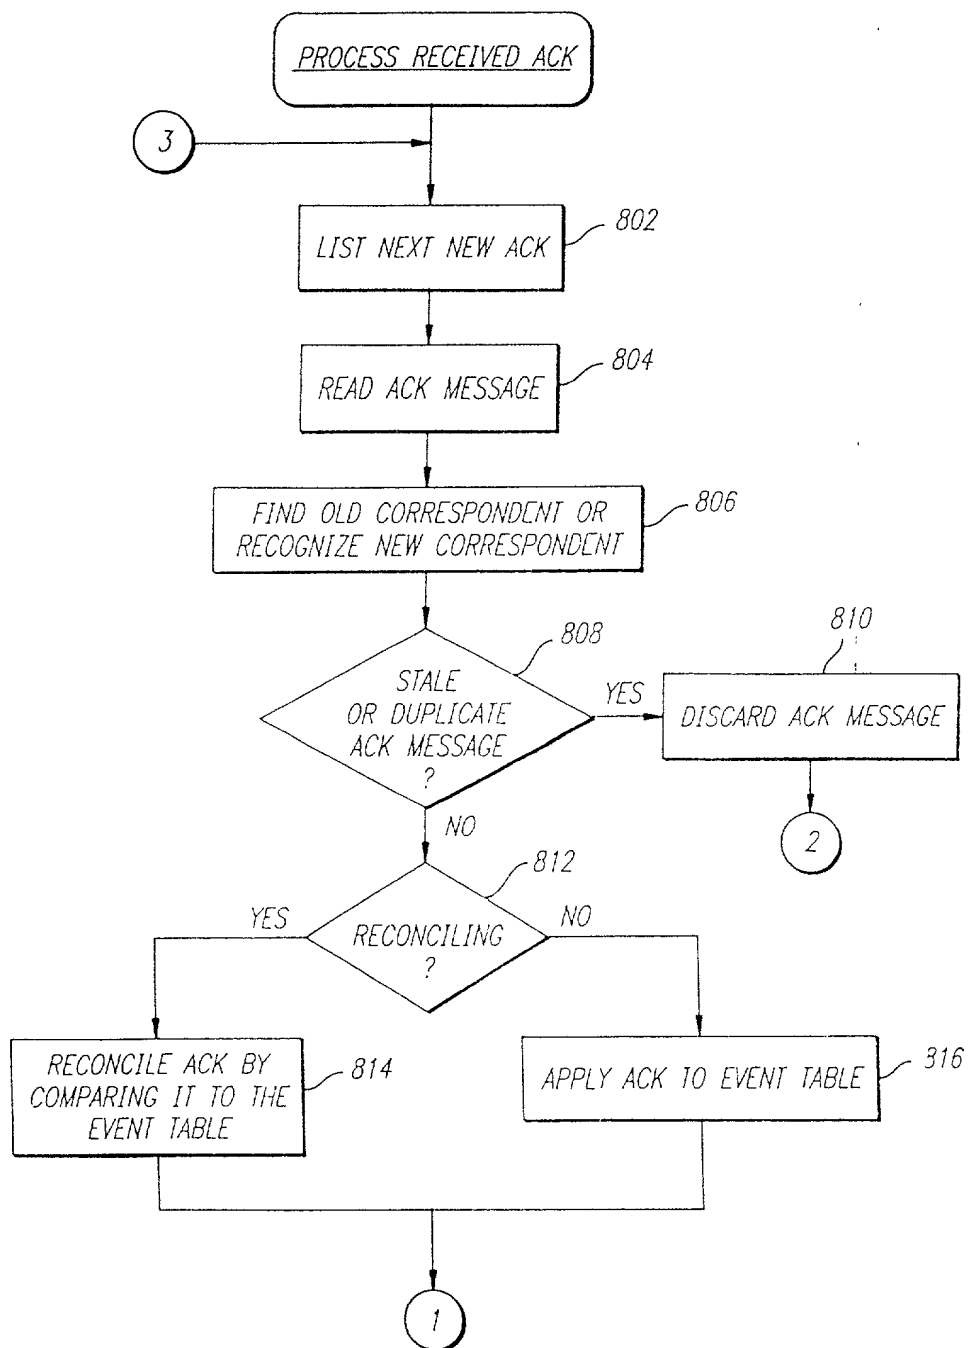 PROCESS RECEIVED ACK
3
802
LIST NEXT NEW ACK
804
READ ACK MESSAGE
806
FIND OLD CORRESPONDENT OR
RECOGNIZE NEW CORRESPONDENT
808
810
STALE
OR DUPLICATE
ACK MESSAGE
?
YES
DISCARD ACK MESSAGE
2
NO
812
YES
NO
RECONCILING
?
RECONCILE ACK BY
COMPARING IT TO THE
EVENT TABLE
814
APPLY ACK TO EVENT TABLE
316
1